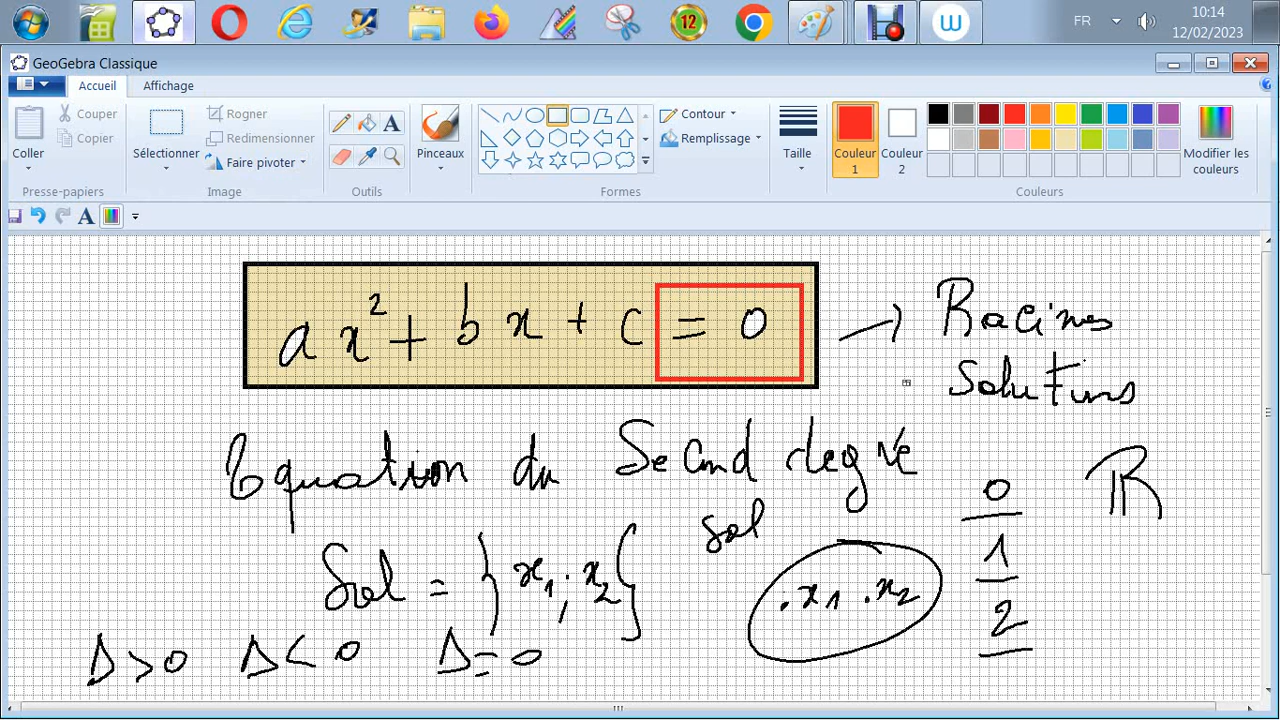 12
FR
10:14
12/02/2023
W
GeoGebra Classique
Accueil Affichage
Coller
Couper
Copier
Presse-papiers
Sélectionner
Rogner
Redimensionner
Faire pivoter
Image
A
Outils
Pinceaux
Contour
Remplissage
Formes
Taille
Couleur 1
Couleur 2
Modifier les couleurs
Couleurs
A
ax² + bx + c = 0
→ Racines
Solutions
Equation du Second degré
0
ℝ
sol
1
Sol = }x₁ ; x₂{
. x₁ . x₂
2
Δ > 0 Δ < 0 Δ = 0